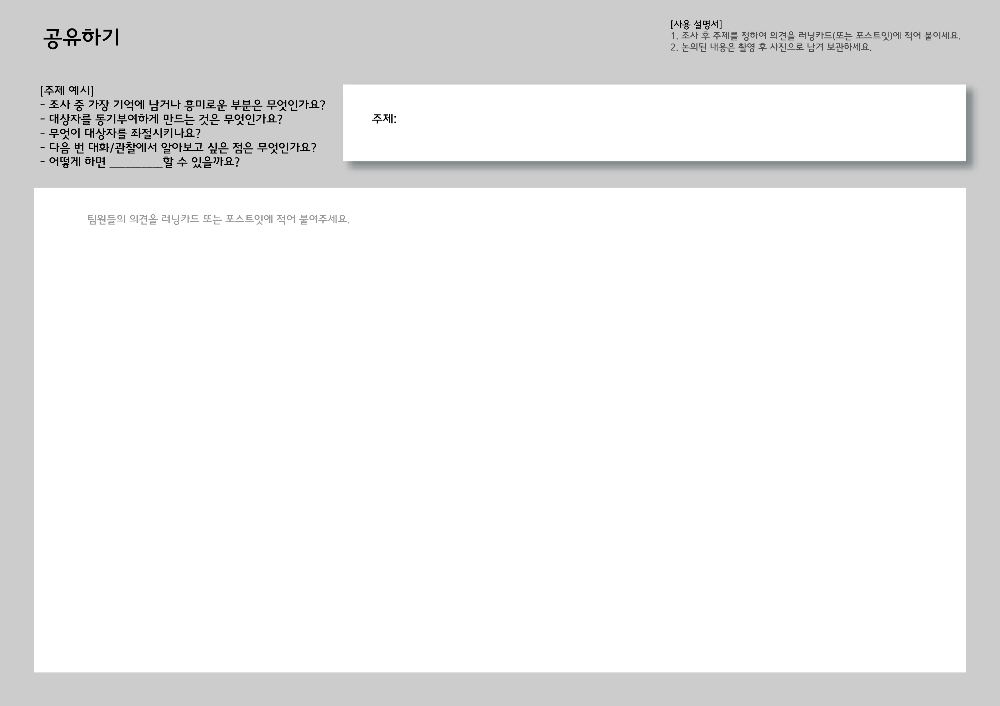 공유하기
[사용 설명서]
1. 조사 후 주제를 정하여 의견을 러닝카드(또는 포스트잇)에 적어 붙이세요.
2. 논의된 내용은 촬영 후 사진으로 남겨 보관하세요.
[주제 예시]
- 조사 중 가장 기억에 남거나 흥미로운 부분은 무엇인가요?
- 대상자를 동기부여하게 만드는 것은 무엇인가요?
- 무엇이 대상자를 좌절시키나요?
- 다음 번 대화/관찰에서 알아보고 싶은 점은 무엇인가요?
- 어떻게 하면 __________할 수 있을까요?
주제:
팀원들의 의견을 러닝카드 또는 포스트잇에 적어 붙여주세요.